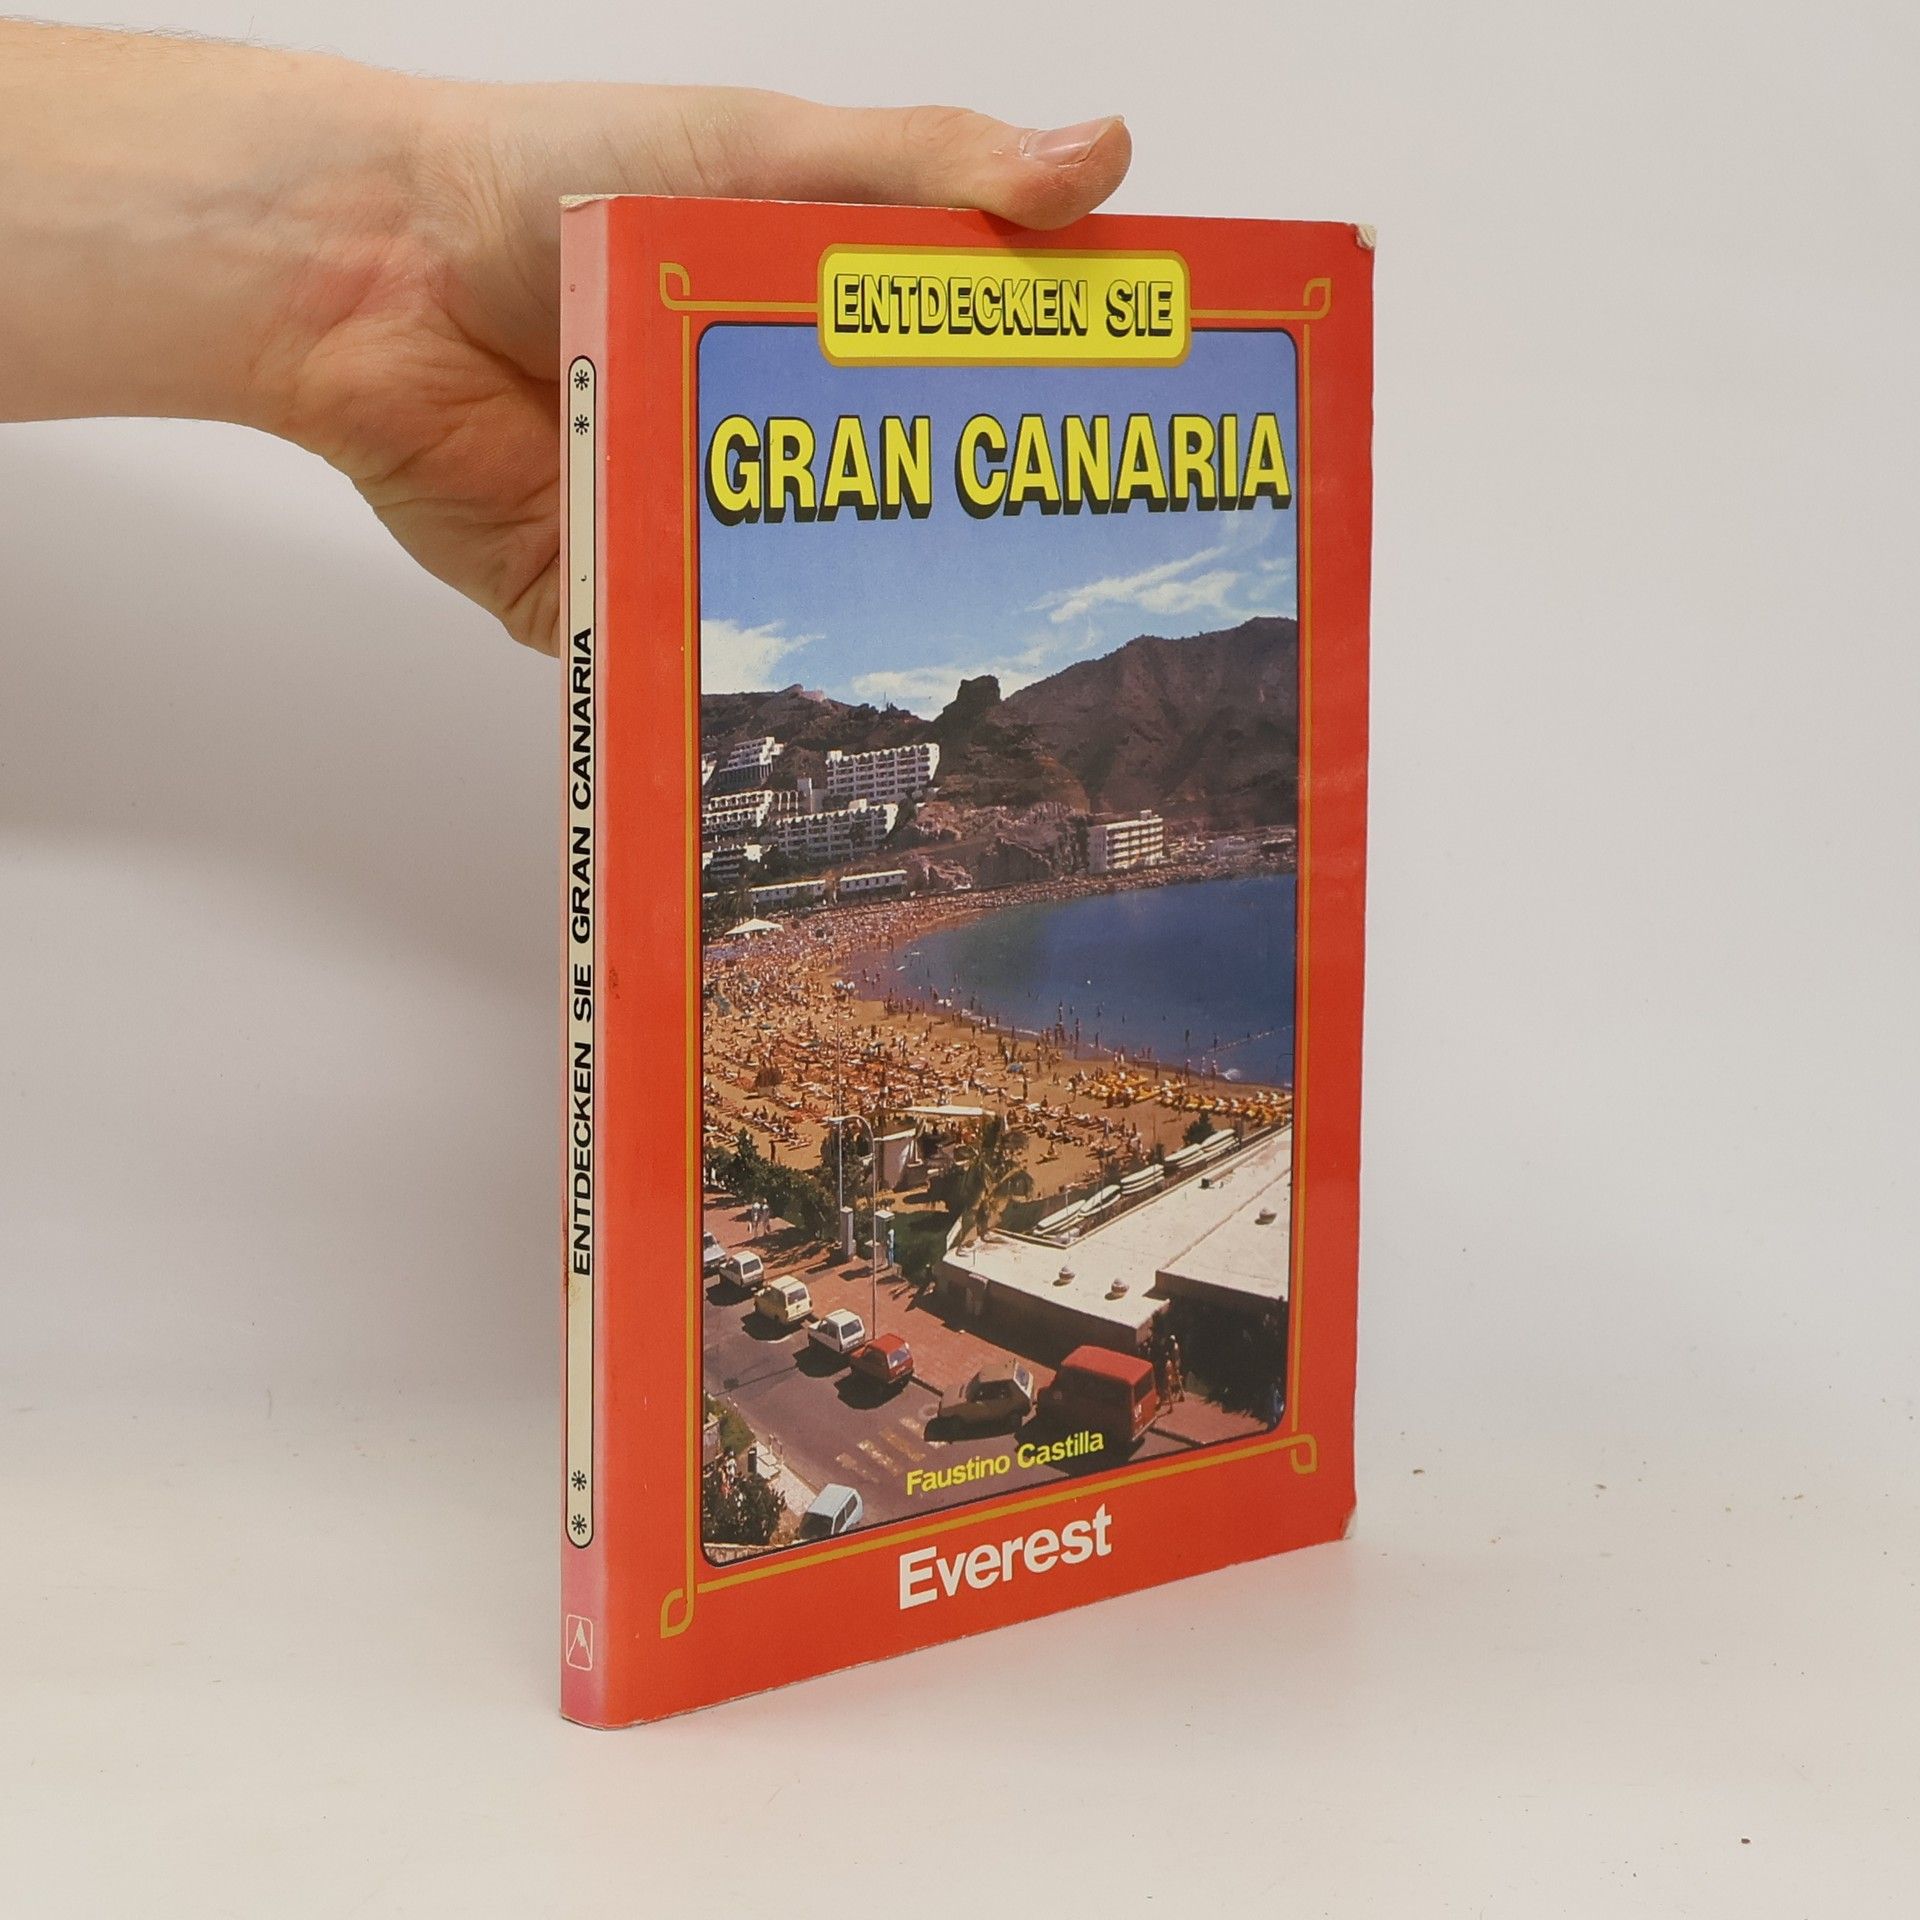 ENTDECKEN SIE
GRAN CANARIA
Faustino Castilla
Everest
ENTDECKEN SIE GRAN CANARIA